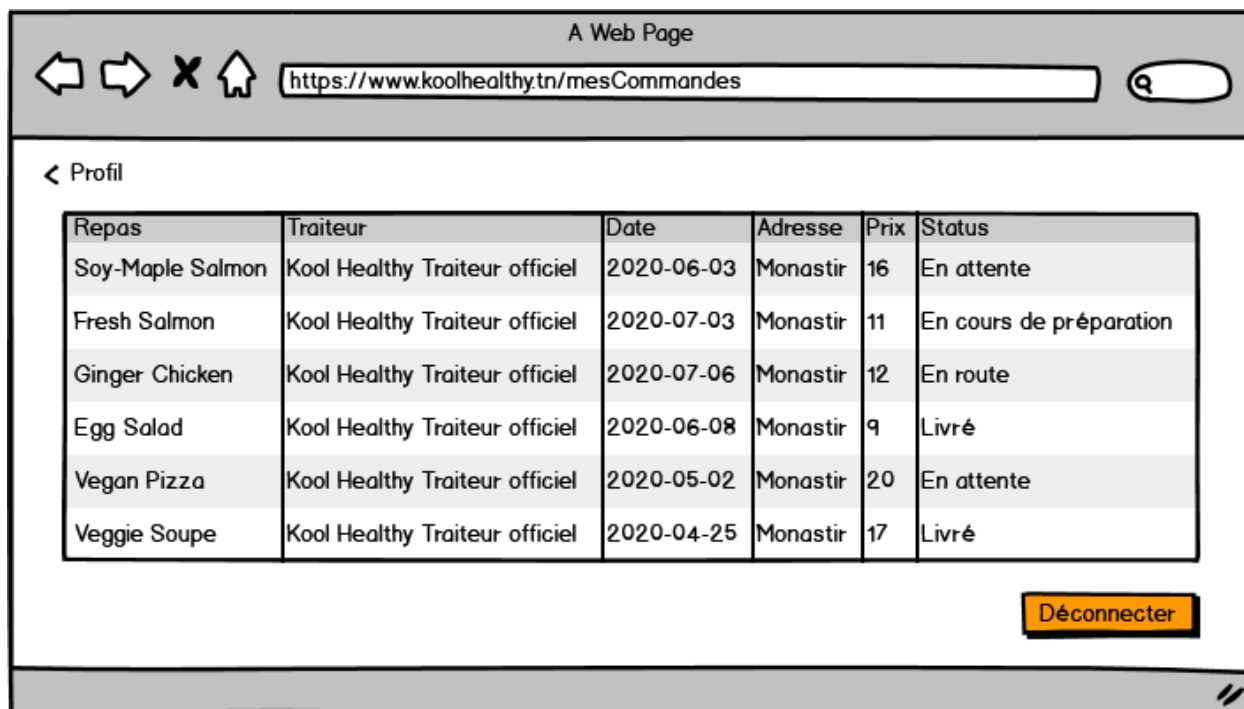 A Web Page
https://www.koolhealthy.tn/mesCommandes
Profil
Repas Traiteur Date Adresse Prix Status
Soy-Maple Salmon Kool Healthy Traiteur officiel 2020-06-03 Monastir 16 En attente
Fresh Salmon Kool Healthy Traiteur officiel 2020-07-03 Monastir 11 En cours de préparation
Ginger Chicken Kool Healthy Traiteur officiel 2020-07-06 Monastir 12 En route
Egg Salad Kool Healthy Traiteur officiel 2020-06-08 Monastir 9 Livré
Vegan Pizza Kool Healthy Traiteur officiel 2020-05-02 Monastir 20 En attente
Veggie Soupe Kool Healthy Traiteur officiel 2020-04-25 Monastir 17 Livré
Déconnecter